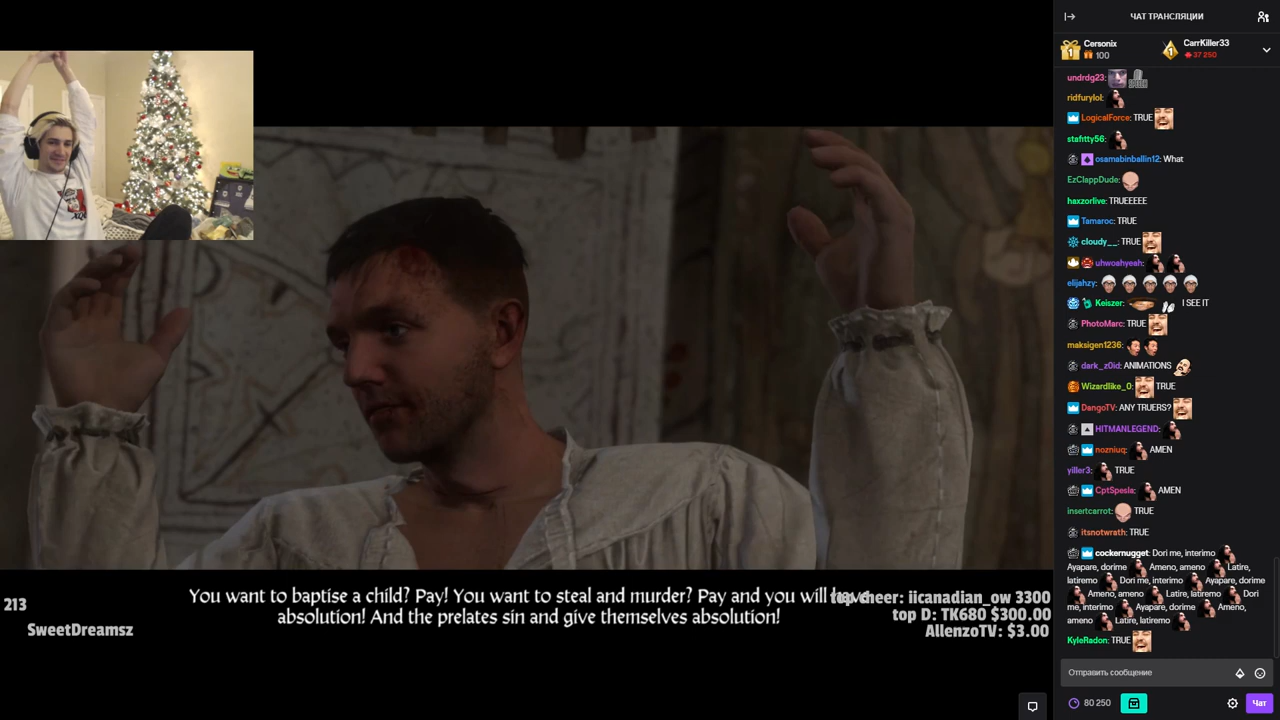 ЧАТ ТРАНСЛЯЦИИ
Cersonix
100
CarrKiller33
37 250
undrdg23:
ridfurylol:
LogicalForce: TRUE
stafitty56:
osamabinballin12: What
EzClappDude:
haxzorlive: TRUEEEEE
Tamaroc: TRUE
cloudy__: TRUE
uhwoahyeah:
elijahzy:
Keiszer: I SEE IT
PhotoMarc: TRUE
maksigen1236:
dark_z0id: ANIMATIONS
Wizardlike_0: TRUE
DangoTV: ANY TRUERS?
HITMANLEGEND:
nozniuq: AMEN
yiller3: TRUE
CptSpesla: AMEN
insertcarrot: TRUE
itsnotwrath: TRUE
cockernugget: Dori me, interimo
Ayapare, dorime Ameno, ameno Latire,
latiremo Dori me, interimo Ayapare, dorime
Ameno, ameno Latire, latiremo Dori
me, interimo Ayapare, dorime Ameno,
ameno Latire, latiremo
KyleRadon: TRUE
Отправить сообщение
80 250
Чат
You want to baptise a child? Pay! You want to steal and murder? Pay and you will have
absolution! And the prelates sin and give themselves absolution!
213
SweetDreamsz
top cheer: iicanadian_ow 3300
top D: TK680 $300.00
AllenzoTV: $3.00